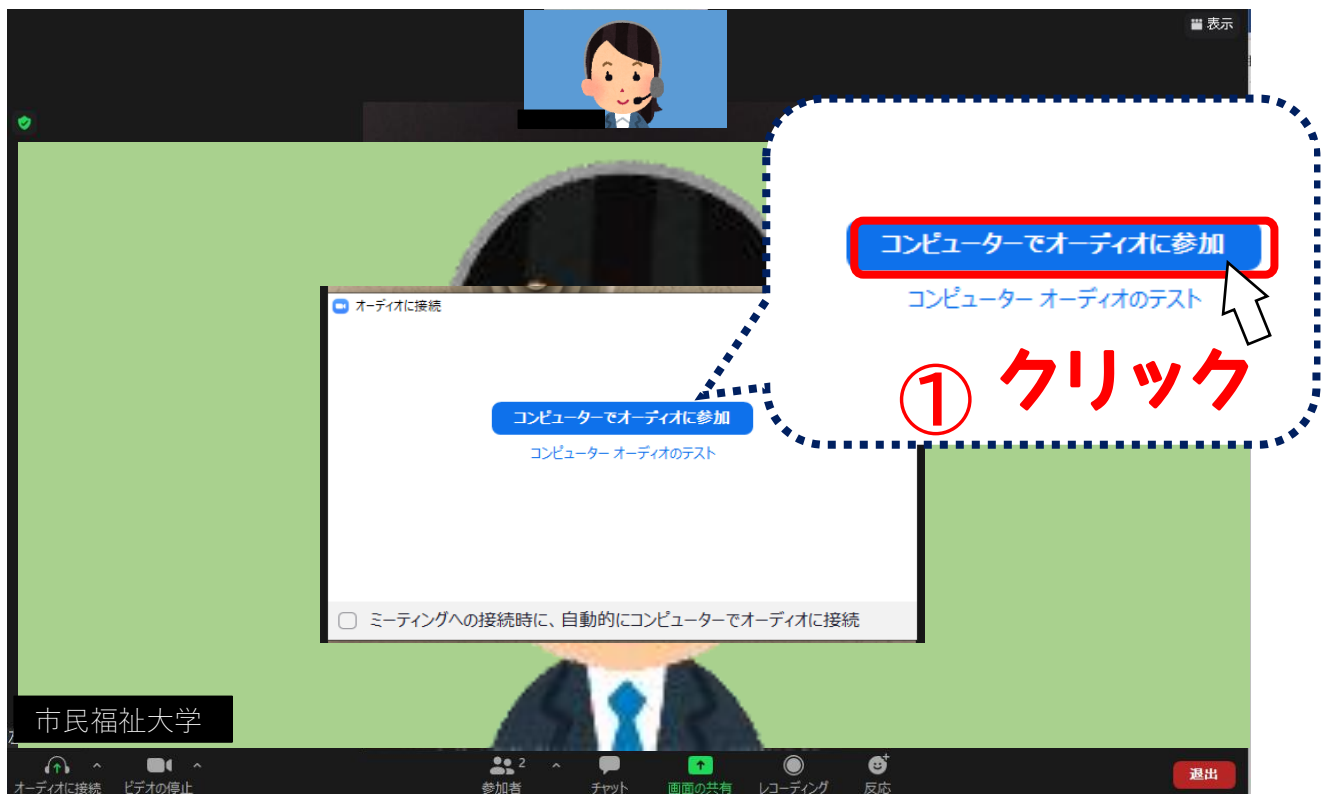 表示
コンピューターでオーディオに参加
コンピューター オーディオのテスト
① クリック
オーディオに接続
コンピューターでオーディオに参加
コンピューター オーディオのテスト
ミーティングへの接続時に、自動的にコンピューターでオーディオに接続
市民福祉大学
オーディオに接続 ビデオの停止 参加者 2 チャット 画面の共有 レコーディング 反応 退出